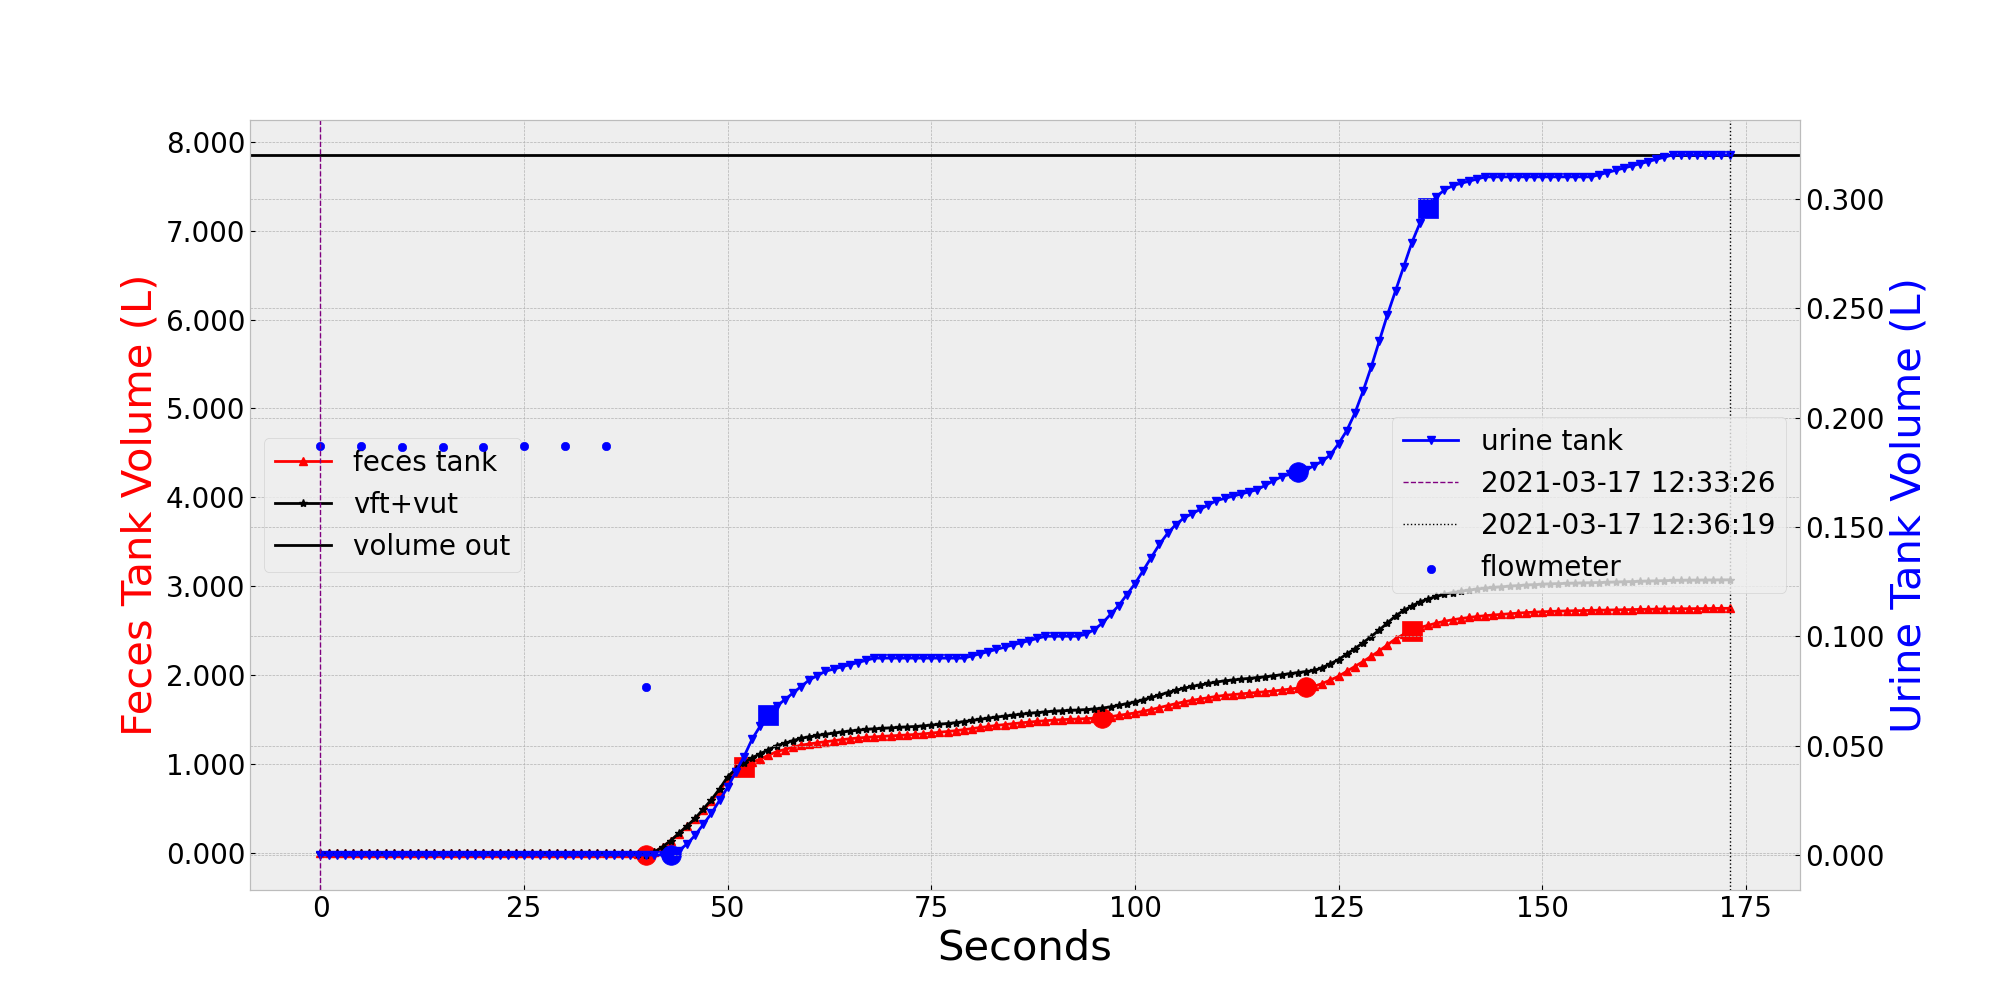 8.000
7.000
6.000
5.000
4.000
3.000
2.000
1.000
0.000
Feces Tank Volume (L)
feces tank
vft+vut
volume out
urine tank
2021-03-17 12:33:26
2021-03-17 12:36:19
flowmeter
0.300
0.250
0.200
0.150
0.100
0.050
0.000
Urine Tank Volume (L)
0 25 50 75 100 125 150 175
Seconds